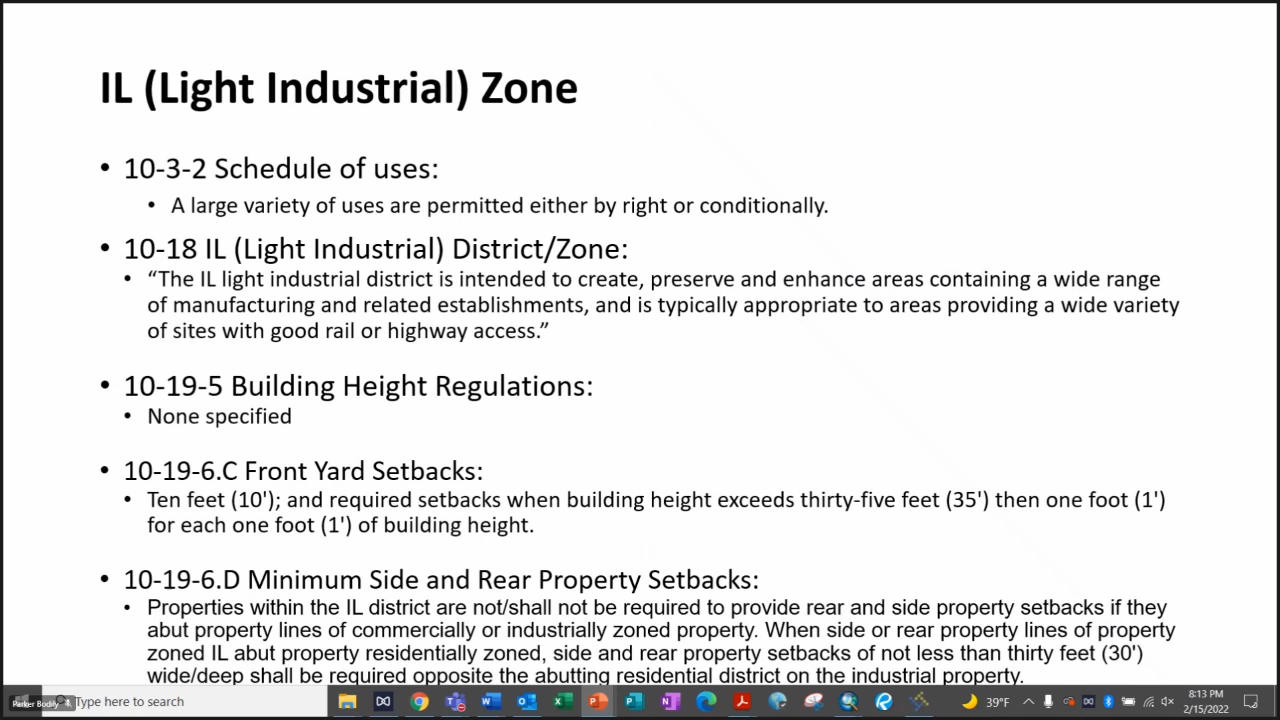 IL (Light Industrial) Zone
• 10-3-2 Schedule of uses:
• A large variety of uses are permitted either by right or conditionally.
• 10-18 IL (Light Industrial) District/Zone:
• “The IL light industrial district is intended to create, preserve and enhance areas containing a wide range
of manufacturing and related establishments, and is typically appropriate to areas providing a wide variety
of sites with good rail or highway access.”
• 10-19-5 Building Height Regulations:
• None specified
• 10-19-6.C Front Yard Setbacks:
• Ten feet (10'); and required setbacks when building height exceeds thirty-five feet (35') then one foot (1')
for each one foot (1') of building height.
• 10-19-6.D Minimum Side and Rear Property Setbacks:
• Properties within the IL district are not/shall not be required to provide rear and side property setbacks if they
abut property lines of commercially or industrially zoned property. When side or rear property lines of property
zoned IL abut property residentially zoned, side and rear property setbacks of not less than thirty feet (30')
wide/deep shall be required opposite the abutting residential district on the industrial property.
Parker Bodily
Type here to search
39°F
8:13 PM
2/15/2022